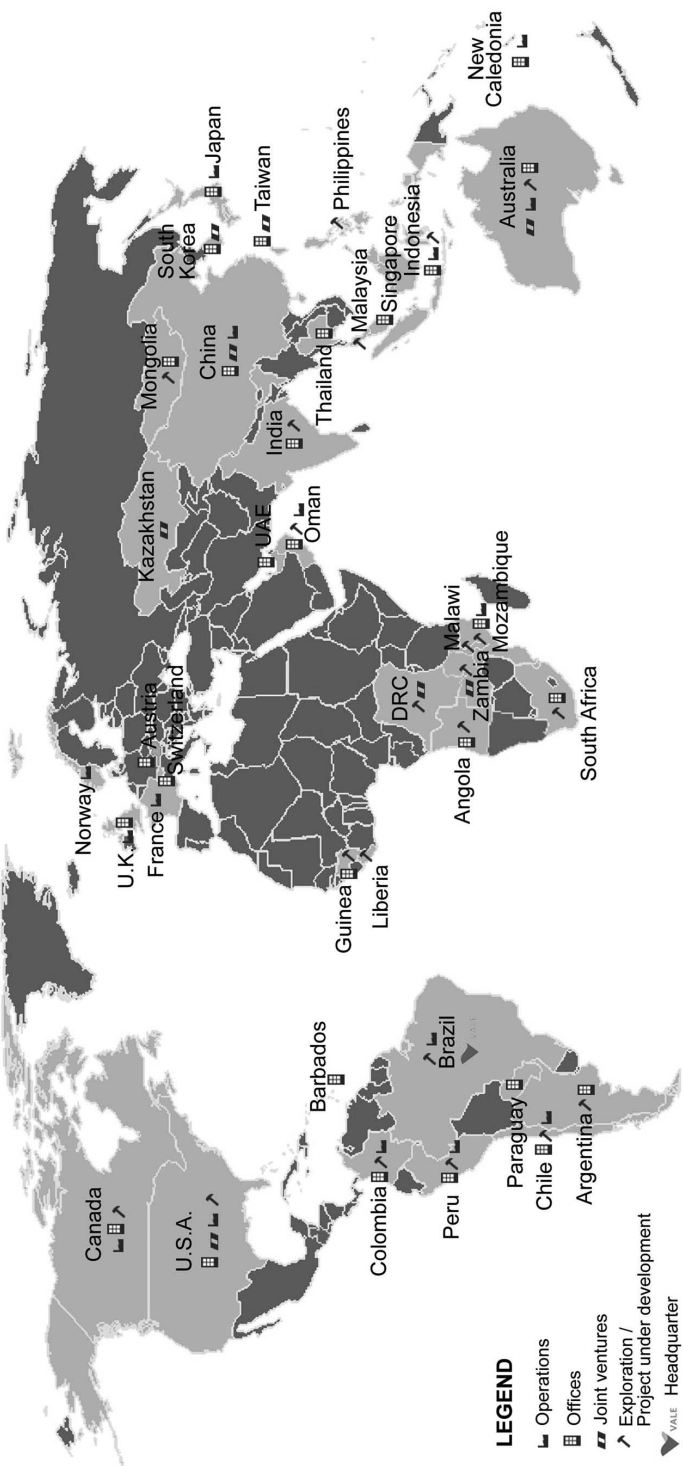 Canada
U.S.A.
Barbados
Colombia
Peru
Brazil
VALE
Paraguay
Chile
Argentina
Norway
U.K.
France
Austria
Switzerland
Guinea
Liberia
DRC
Angola
Zambia
Malawi
Mozambique
South Africa
Kazakhstan
UAE
Oman
Mongolia
China
India
Thailand
South
Korea
Japan
Taiwan
Philippines
Malaysia
Singapore
Indonesia
Australia
New
Caledonia
LEGEND
Operations
Offices
Joint ventures
Exploration /
Project under development
VALE Headquarter